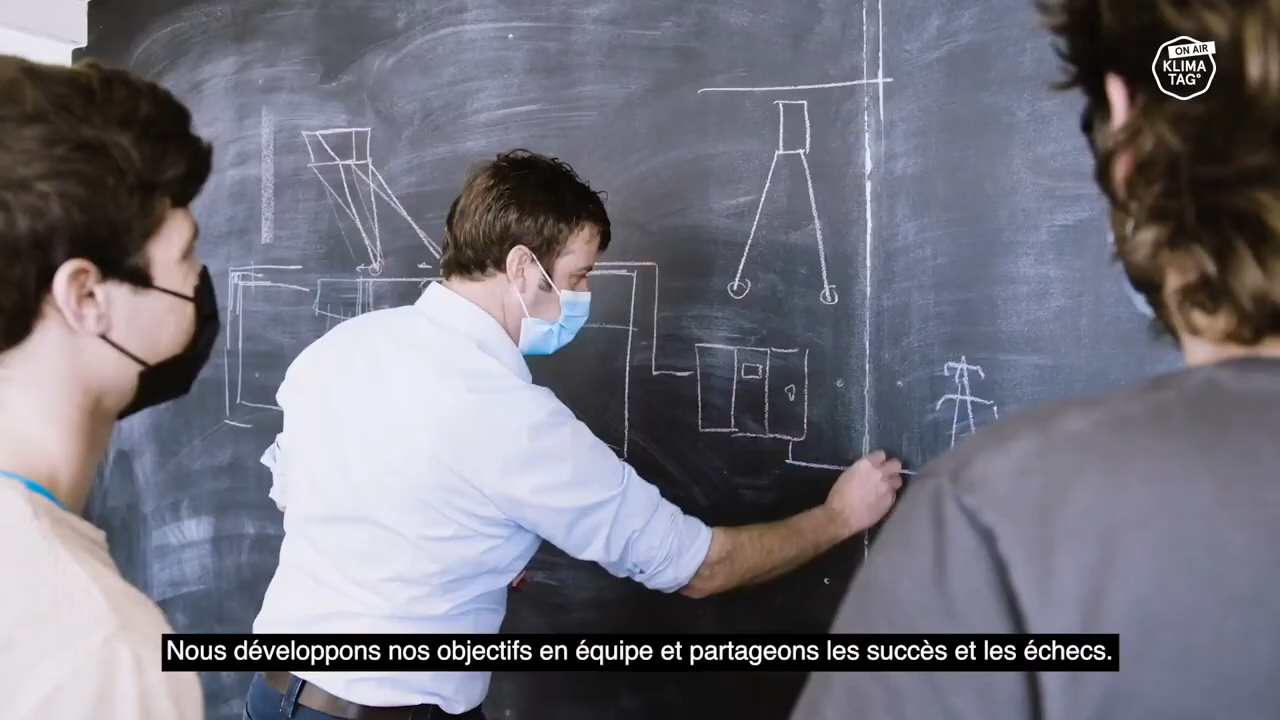 ON AIR
KLIMA
TAG°
Nous développons nos objectifs en équipe et partageons les succès et les échecs.